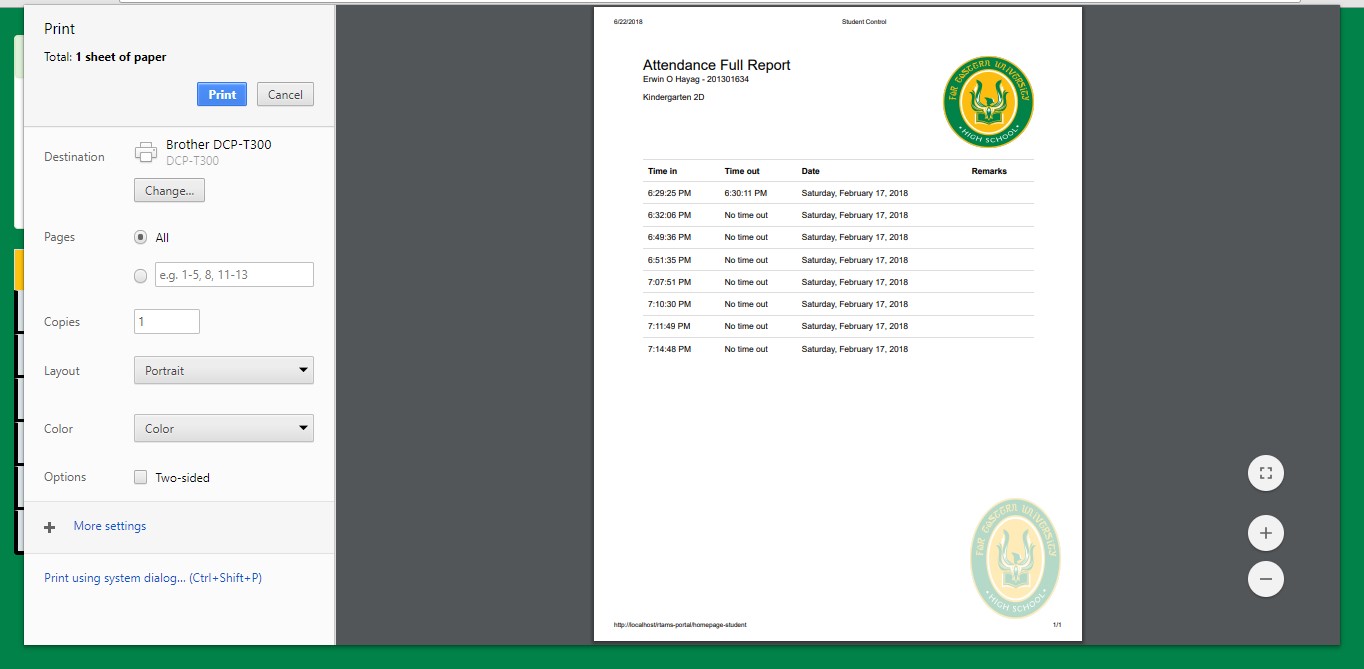 Print
Total: 1 sheet of paper
Print Cancel
Destination Brother DCP-T300
DCP-T300
Change...
Pages All
e.g. 1-5, 8, 11-13
Copies 1
Layout Portrait
Color Color
Options Two-sided
More settings
Print using system dialog... (Ctrl+Shift+P)
6/22/2018 Student Control
Attendance Full Report
Erwin O Hayag - 201301634
Kindergarten 2D
FAR EASTERN UNIVERSITY
HIGH SCHOOL
Time in Time out Date Remarks
6:29:25 PM 6:30:11 PM Saturday, February 17, 2018
6:32:06 PM No time out Saturday, February 17, 2018
6:49:36 PM No time out Saturday, February 17, 2018
6:51:35 PM No time out Saturday, February 17, 2018
7:07:51 PM No time out Saturday, February 17, 2018
7:10:30 PM No time out Saturday, February 17, 2018
7:11:49 PM No time out Saturday, February 17, 2018
7:14:48 PM No time out Saturday, February 17, 2018
FAR EASTERN UNIVERSITY
HIGH SCHOOL
http://localhost/rtams-portal/homepage-student 1/1